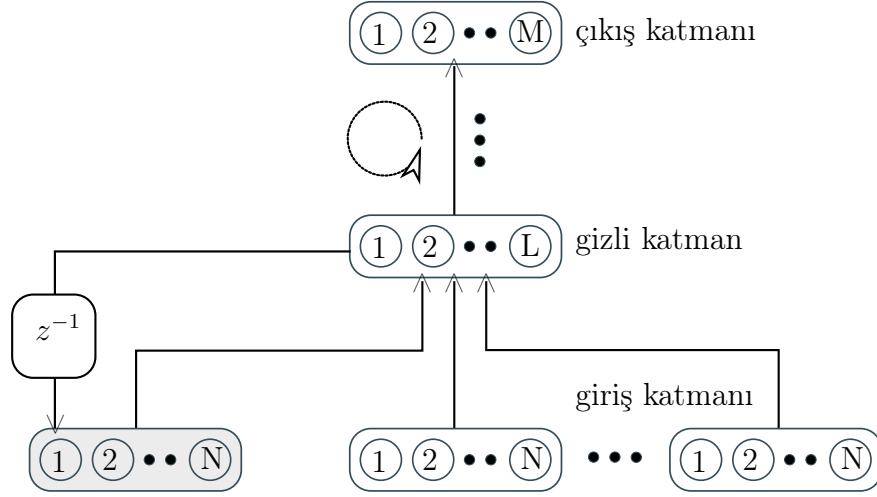 1 2 •• M çıkış katmanı
1 2 •• L gizli katman
z⁻¹
giriş katmanı
1 2 •• N 1 2 •• N ••• 1 2 •• N